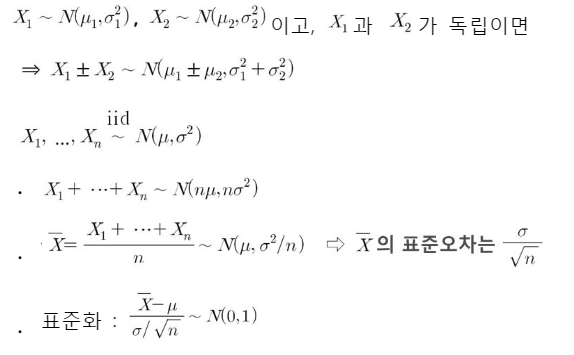 X₁ ~ N(μ₁,σ₁²), X₂ ~ N(μ₂,σ₂²) 이고, X₁ 과 X₂ 가 독립이면
⇒ X₁ ± X₂ ~ N(μ₁ ± μ₂,σ₁² + σ₂²)
iid
X₁, ..., Xₙ ~ N(μ,σ²)
. X₁ + ⋯ + Xₙ ~ N(nμ,nσ²)
. X̄ = (X₁ + ⋯ + Xₙ)/n ~ N(μ, σ²/n) ⇨ X̄ 의 표준오차는 σ/√n
. 표준화 : (X̄ − μ)/(σ/√n) ~ N(0,1)